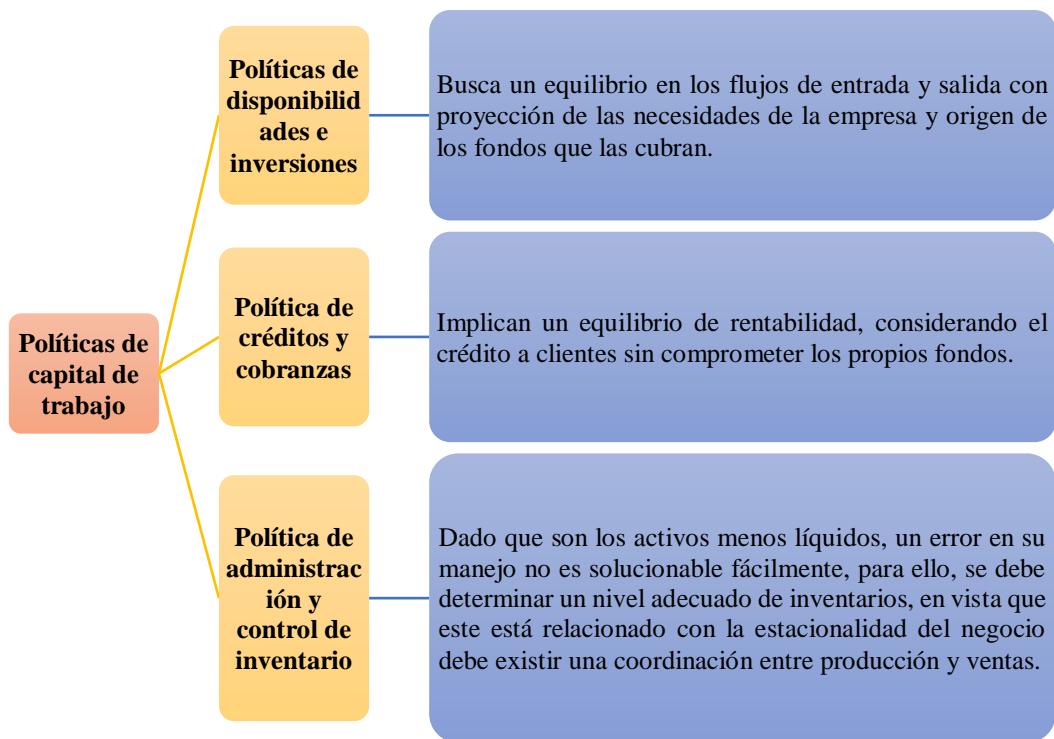 Políticas de
capital de
trabajo
Políticas de
disponibilid
ades e
inversiones
Busca un equilibrio en los flujos de entrada y salida con
proyección de las necesidades de la empresa y origen de
los fondos que las cubran.
Política de
créditos y
cobranzas
Implican un equilibrio de rentabilidad, considerando el
crédito a clientes sin comprometer los propios fondos.
Política de
administrac
ión y
control de
inventario
Dado que son los activos menos líquidos, un error en su
manejo no es solucionable fácilmente, para ello, se debe
determinar un nivel adecuado de inventarios, en vista que
este está relacionado con la estacionalidad del negocio
debe existir una coordinación entre producción y ventas.